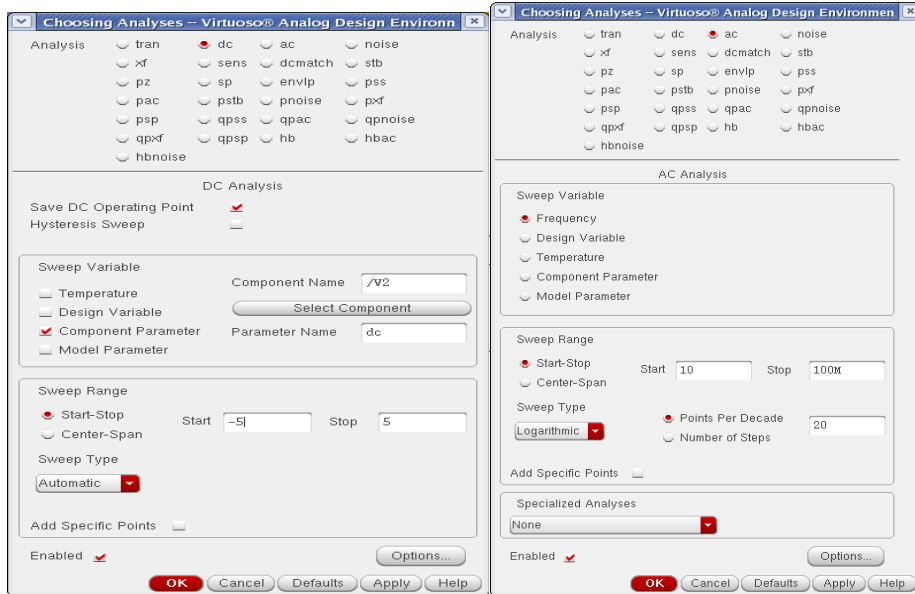 Choosing Analyses -- Virtuoso® Analog Design Environn
Analysis tran dc ac noise
xf sens dcmatch stb
pz sp envlp pss
pac pstb pnoise pxf
psp qpss qpac qpnoise
qpxf qpsp hb hbac
hbnoise
DC Analysis
Save DC Operating Point
Hysteresis Sweep
Sweep Variable
Temperature
Design Variable
Component Parameter
Model Parameter
Component Name /V2
Select Component
Parameter Name dc
Sweep Range
Start-Stop
Center-Span
Start -5 Stop 5
Sweep Type
Automatic
Add Specific Points
Enabled Options...
OK Cancel Defaults Apply Help
Choosing Analyses -- Virtuoso® Analog Design Environmen
Analysis tran dc ac noise
xf sens dcmatch stb
pz sp envlp pss
pac pstb pnoise pxf
psp qpss qpac qpnoise
qpxf qpsp hb hbac
hbnoise
AC Analysis
Sweep Variable
Frequency
Design Variable
Temperature
Component Parameter
Model Parameter
Sweep Range
Start-Stop
Center-Span
Start 10 Stop 100M
Sweep Type
Logarithmic
Points Per Decade
Number of Steps
20
Add Specific Points
Specialized Analyses
None
Enabled Options...
OK Cancel Defaults Apply Help